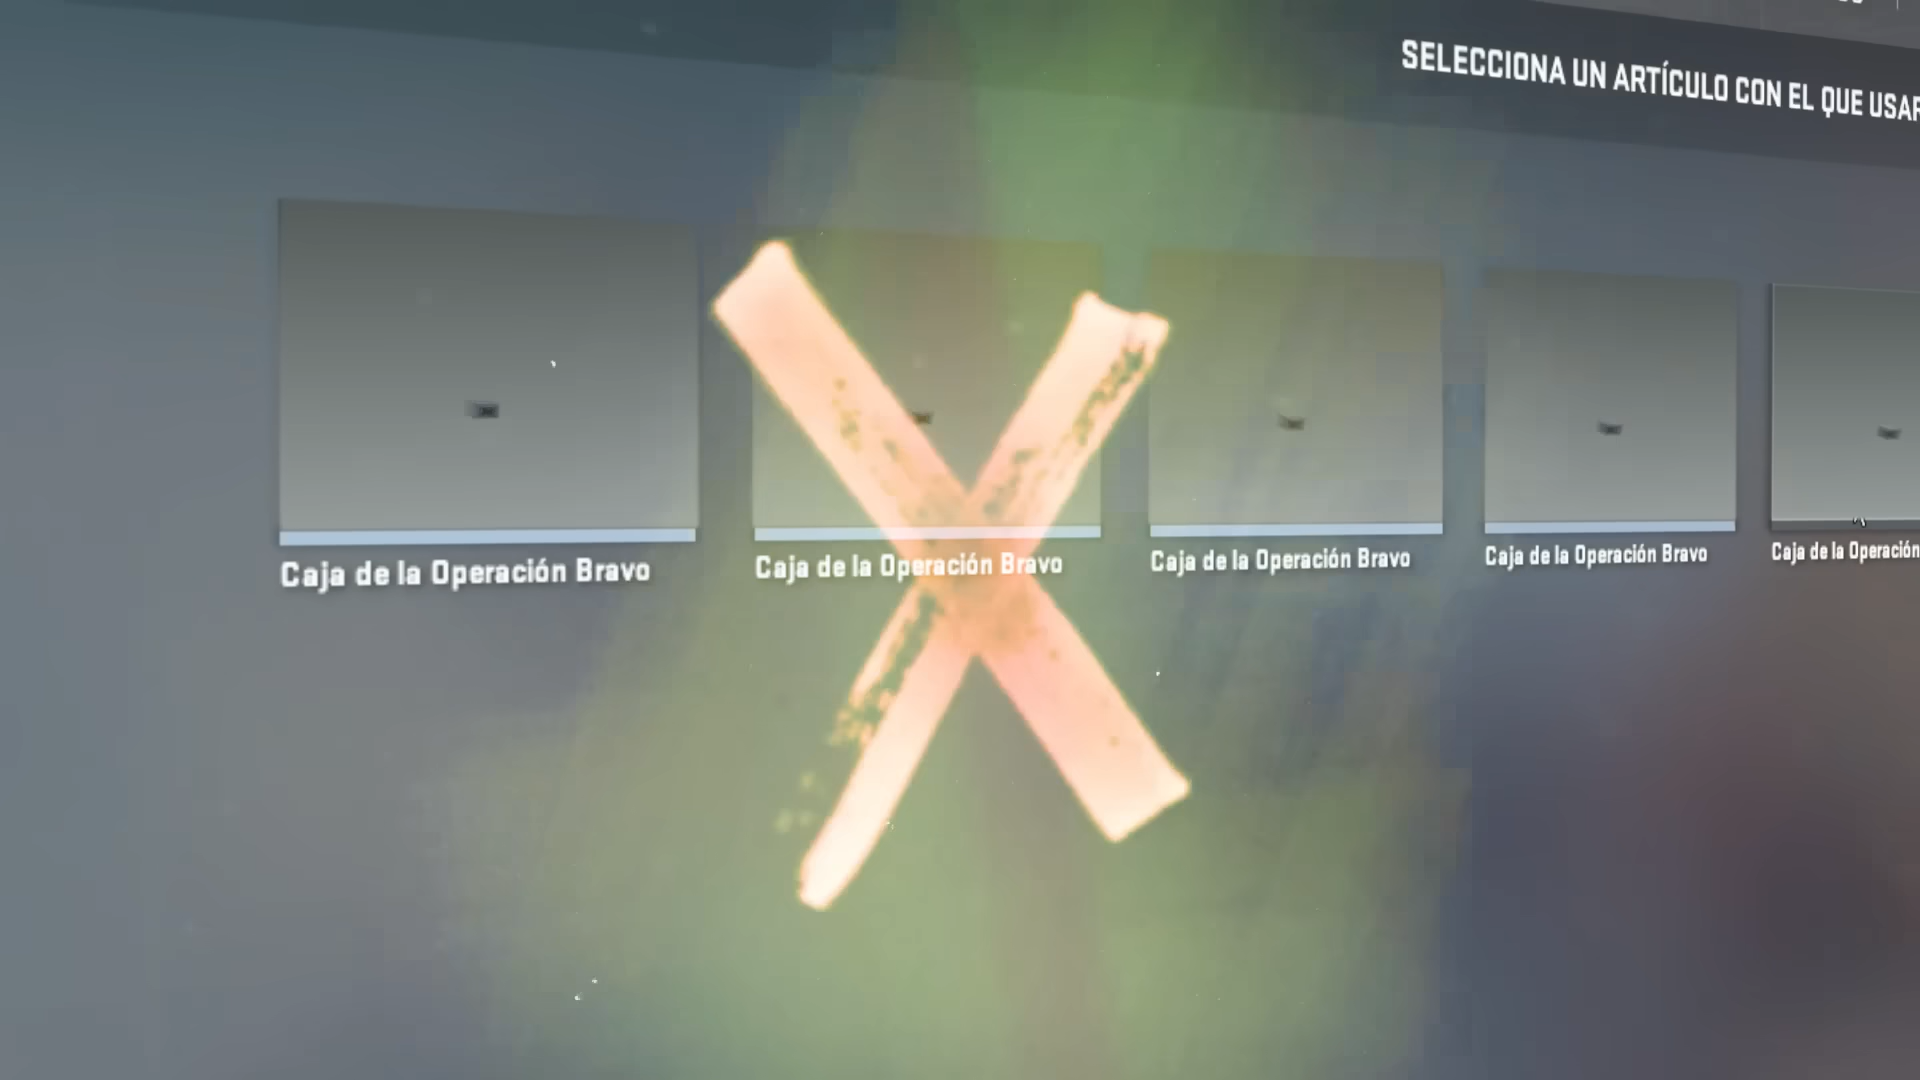 SELECCIONA UN ARTÍCULO CON EL QUE USAR
Caja de la Operación Bravo
Caja de la Operación Bravo
Caja de la Operación Bravo
Caja de la Operación Bravo
Caja de la Operación
X